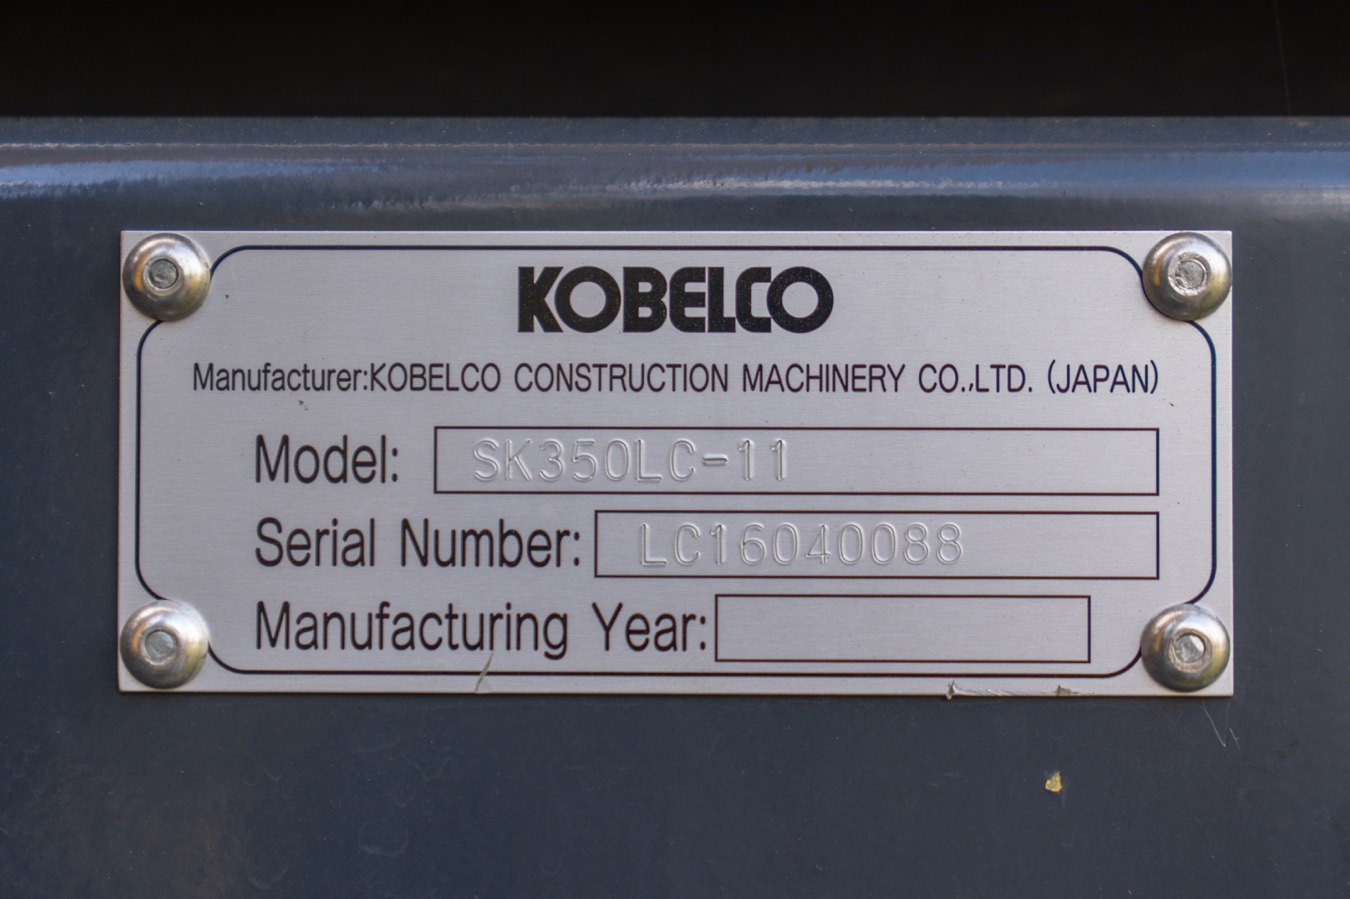 KOBELCO
Manufacturer:KOBELCO CONSTRUCTION MACHINERY CO.,LTD. (JAPAN)
Model: SK350LC-11
Serial Number: LC16040088
Manufacturing Year: